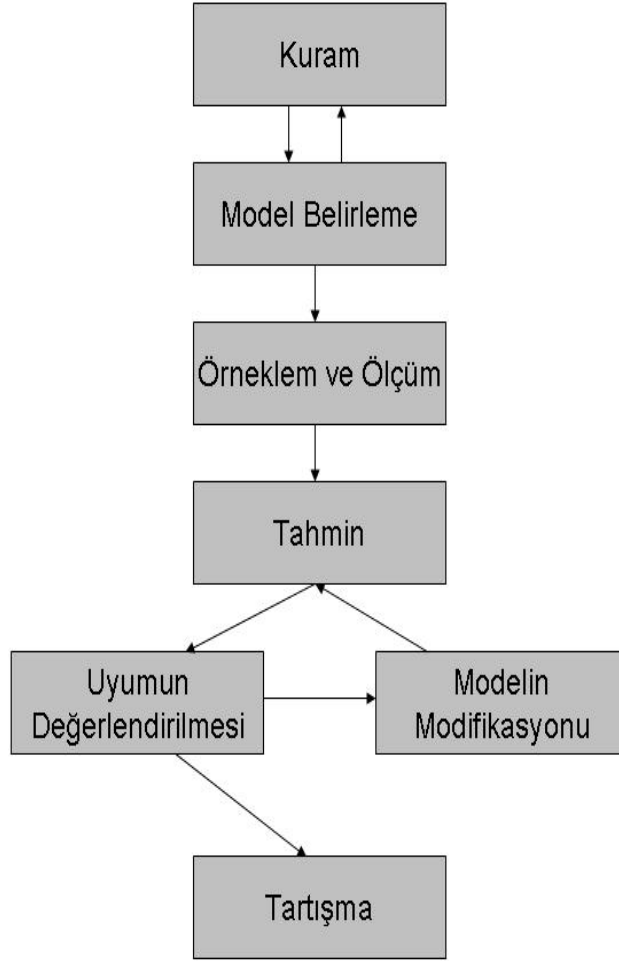 Kuram
Model Belirleme
Örneklem ve Ölçüm
Tahmin
Uyumun
Değerlendirilmesi
Modelin
Modifikasyonu
Tartışma